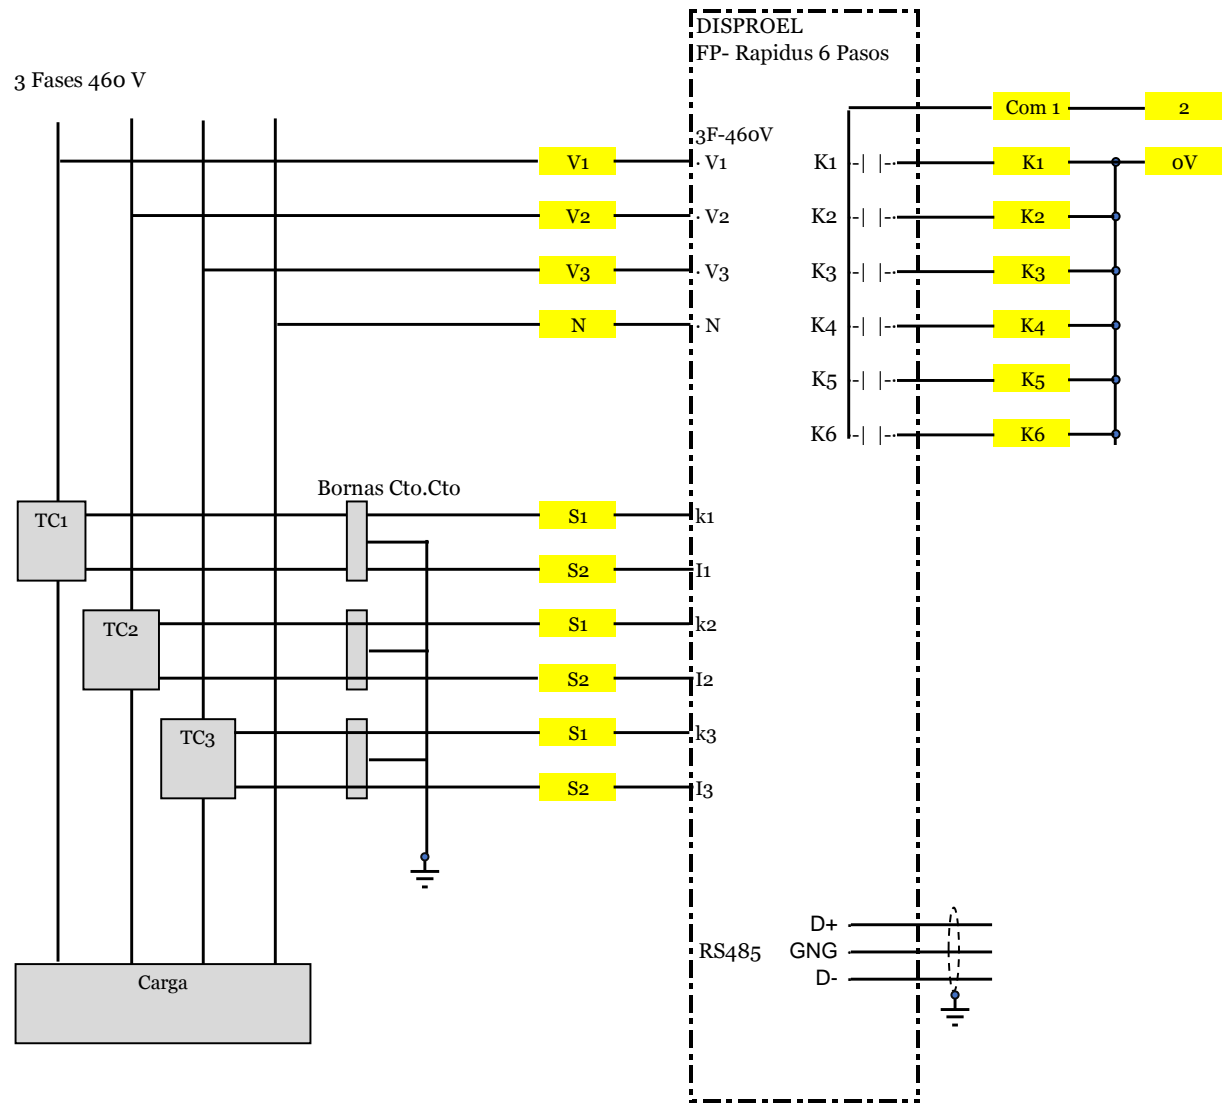 DISPROEL
FP- Rapidus 6 Pasos
3 Fases 460 V
Com 1 2
3F-460V
V1 · V1 K1 -| |-· K1 0V
V2 · V2 K2 -| |-· K2
V3 · V3 K3 -| |-· K3
N · N K4 -| |-· K4
K5 -| |-· K5
K6 -| |-· K6
Bornas Cto.Cto
TC1 S1 k1
S2 I1
TC2 S1 k2
S2 I2
TC3 S1 k3
S2 I3
D+
RS485 GNG
D-
Carga